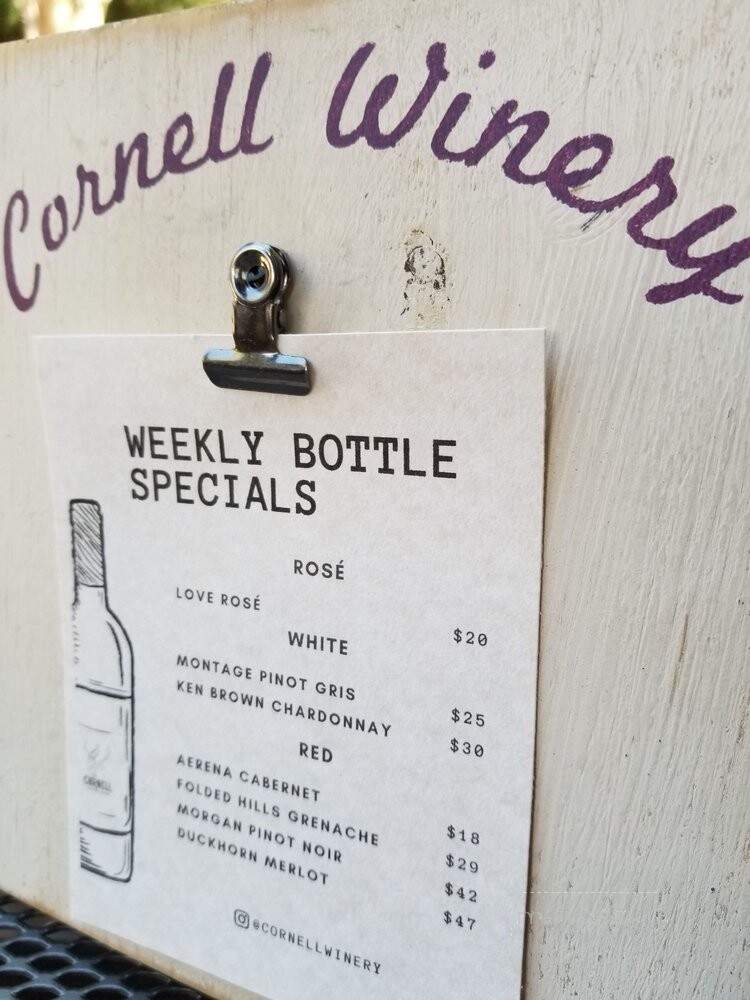 Cornell Winery
WEEKLY BOTTLE
SPECIALS
ROSÉ
LOVE ROSÉ $20
WHITE
MONTAGE PINOT GRIS $25
KEN BROWN CHARDONNAY $30
RED
AERENA CABERNET $18
FOLDED HILLS GRENACHE $29
MORGAN PINOT NOIR $42
DUCKHORN MERLOT $47
CORNELL
@CORNELLWINERY